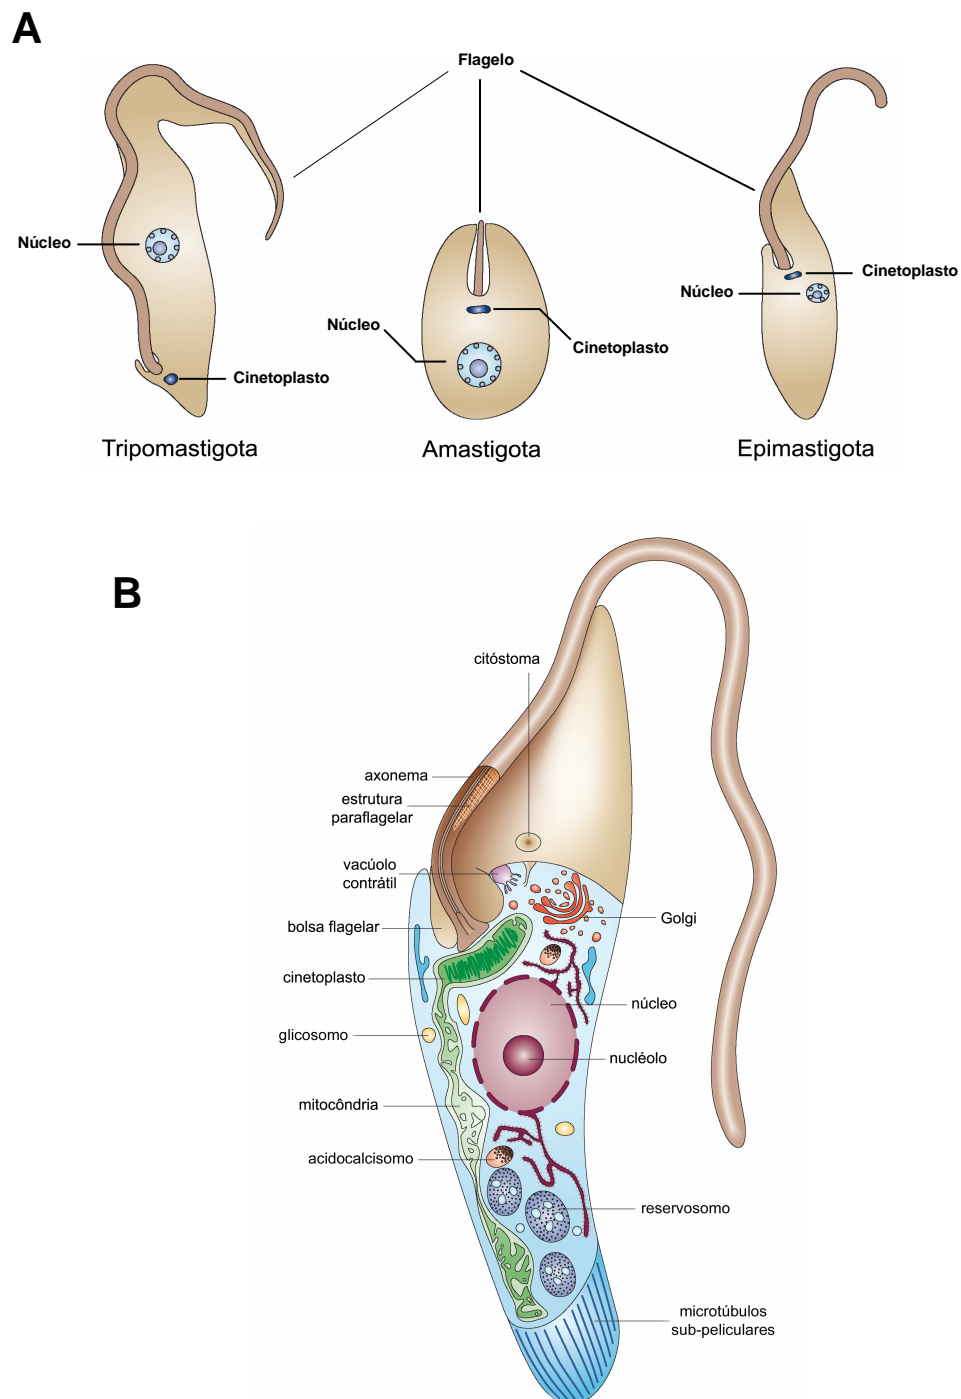 A
Flagelo
Núcleo
Cinetoplasto
Núcleo
Cinetoplasto
Cinetoplasto
Núcleo
Tripomastigota
Amastigota
Epimastigota
B
citóstoma
axonema
estrutura
paraflagelar
vacúolo
contrátil
bolsa flagelar
Golgi
cinetoplasto
núcleo
glicosomo
nucléolo
mitocôndria
acidocalcisomo
reservosomo
microtúbulos
sub-peliculares